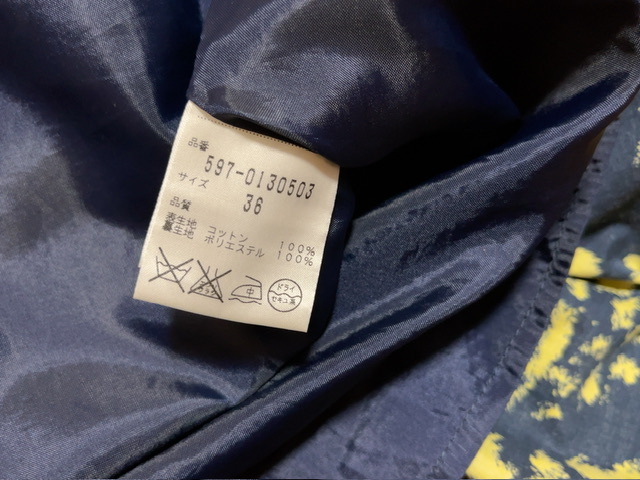 品番
597-0130503
サイズ
36
品質
表生地 コットン 100%
裏生地 ポリエステル 100%
中
ドライ
セキユ系